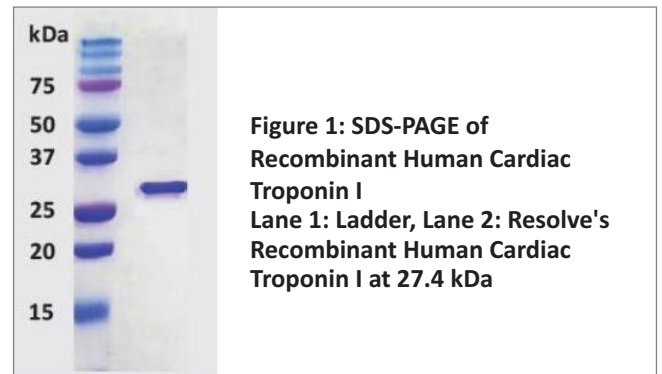 kDa
75
50
37
25
20
15
Figure 1: SDS-PAGE of
Recombinant Human Cardiac
Troponin I
Lane 1: Ladder, Lane 2: Resolve's
Recombinant Human Cardiac
Troponin I at 27.4 kDa